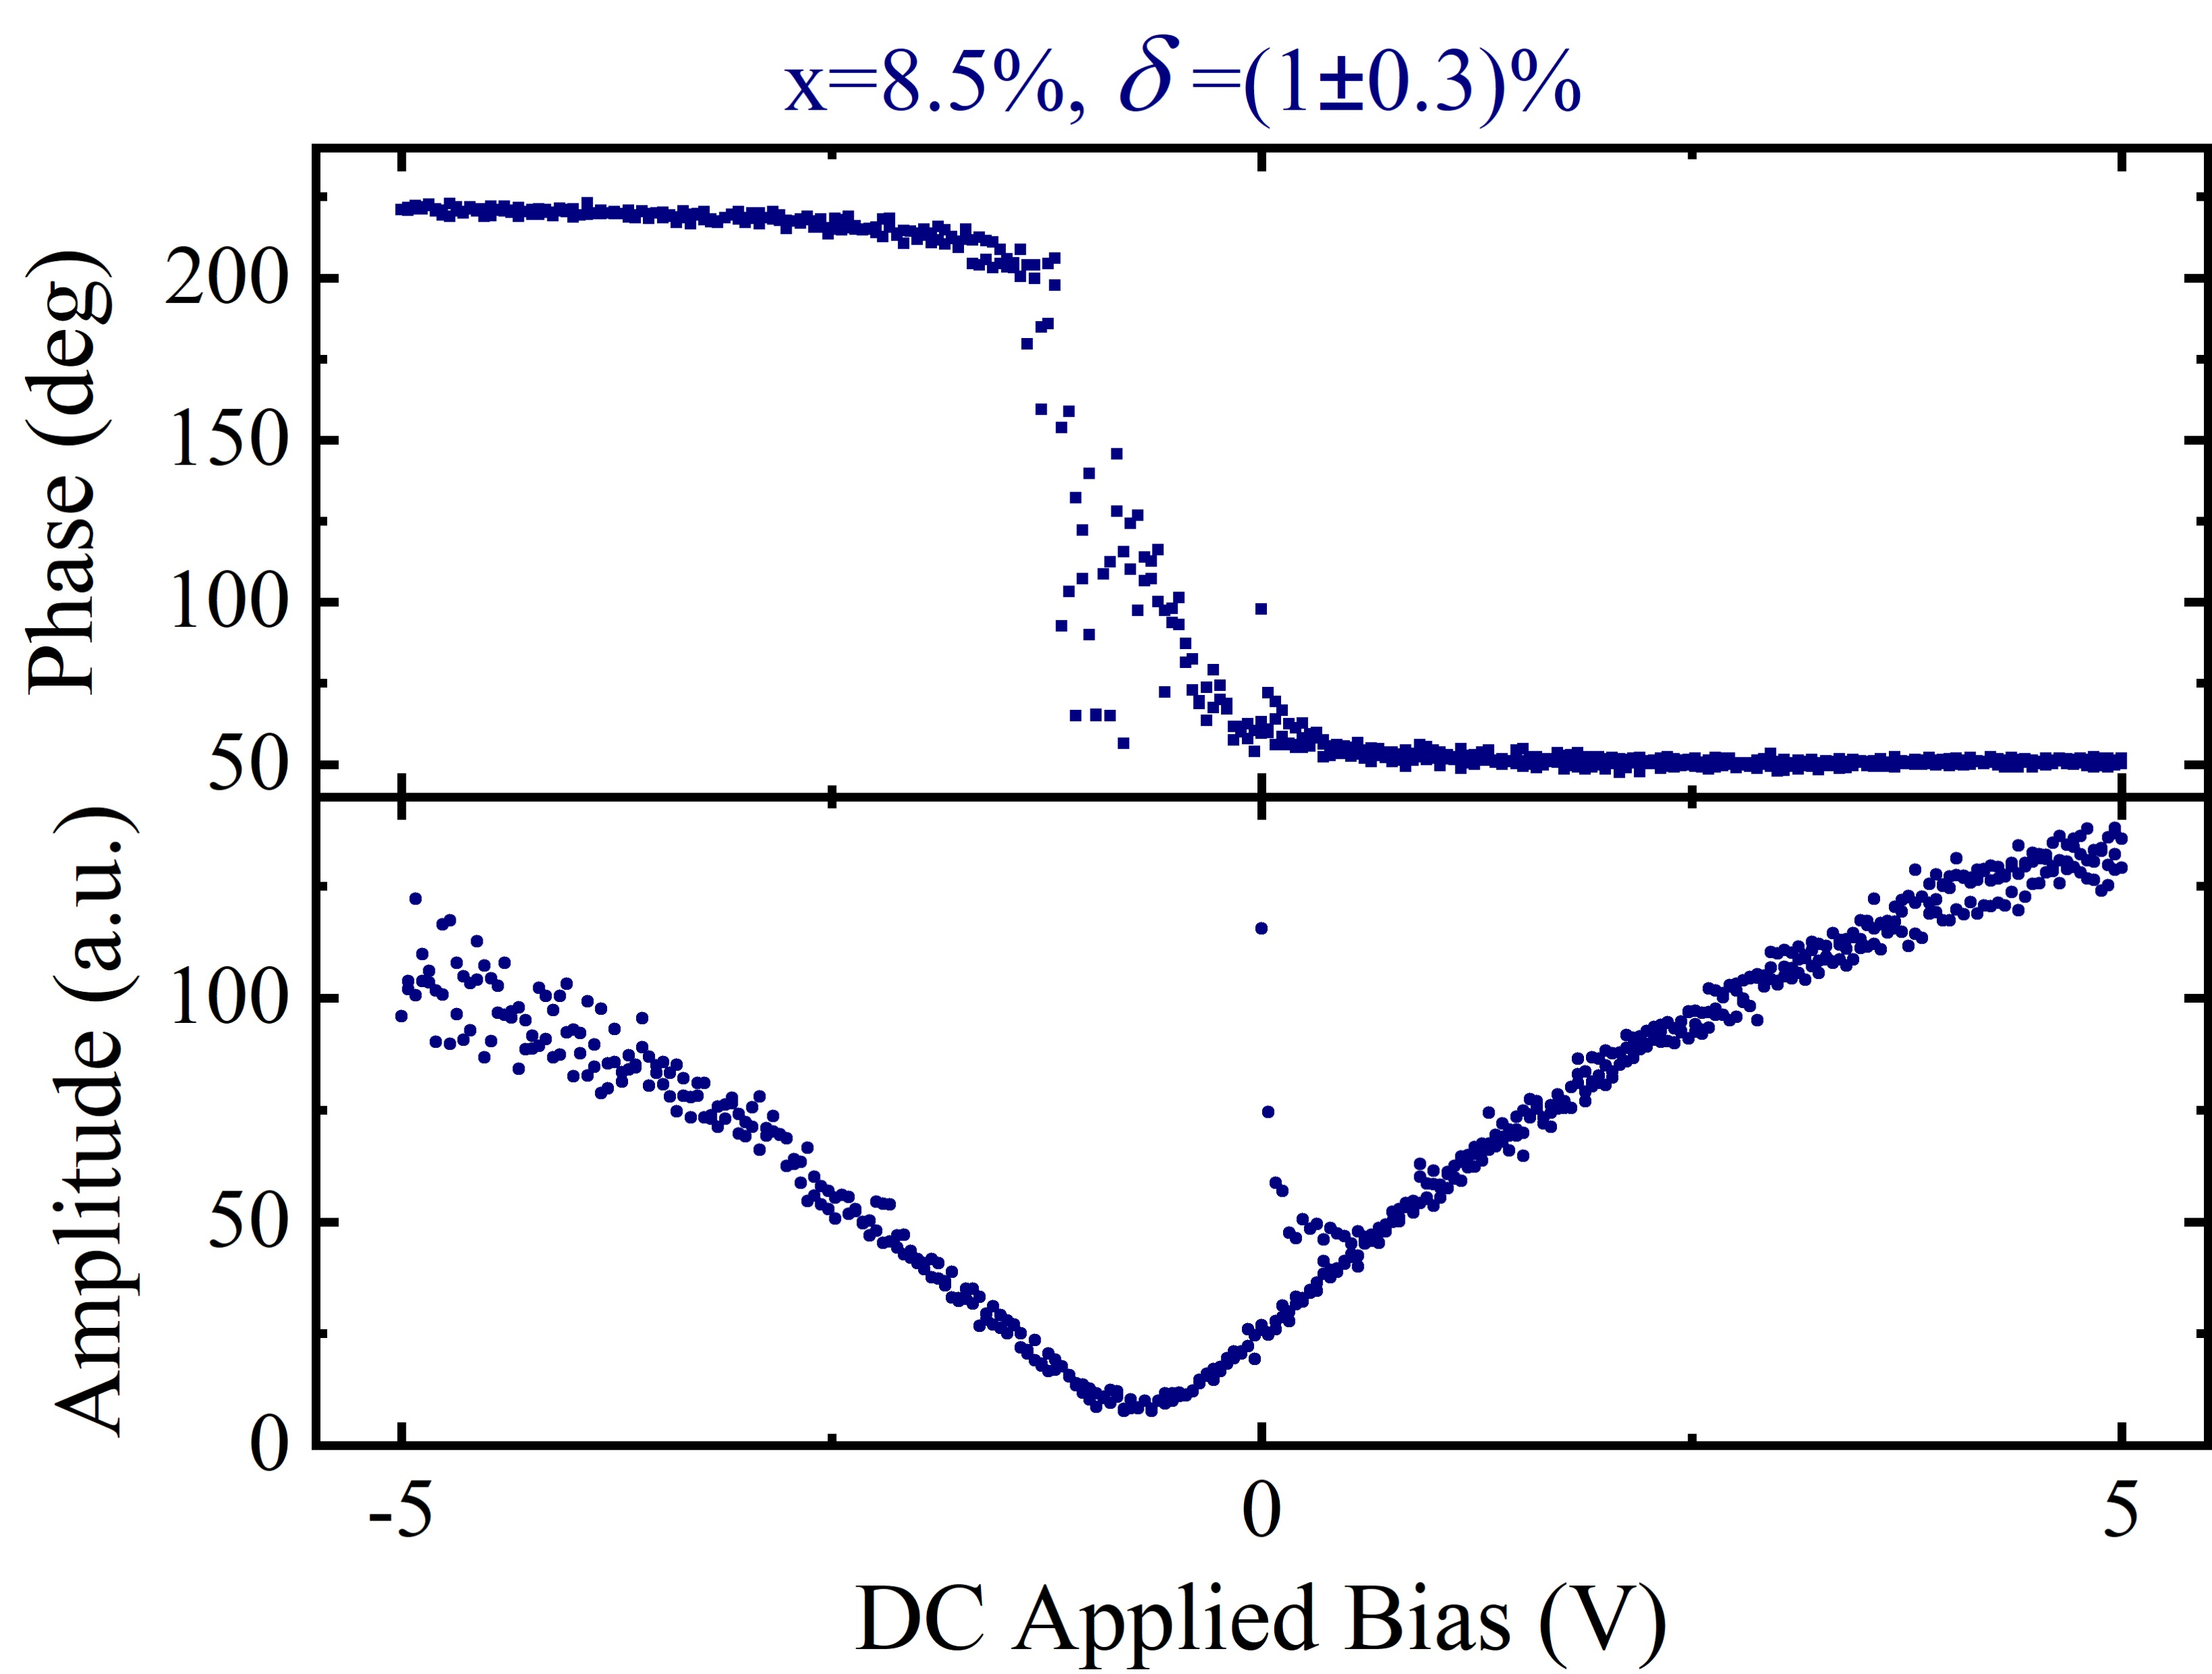 x=8.5%, δ=(1±0.3)%
Phase (deg)
200
150
100
50
Amplitude (a.u.)
100
50
0
-5 0 5
DC Applied Bias (V)